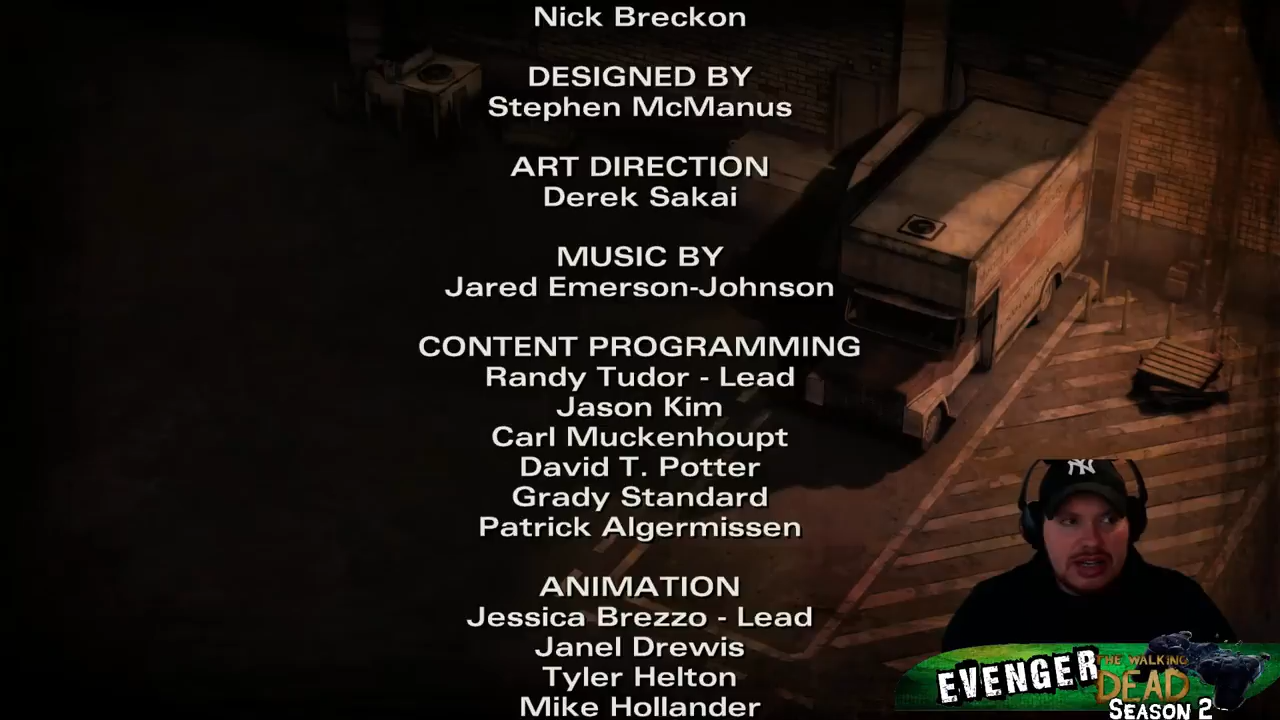 Nick Breckon
DESIGNED BY
Stephen McManus
ART DIRECTION
Derek Sakai
MUSIC BY
Jared Emerson-Johnson
CONTENT PROGRAMMING
Randy Tudor - Lead
Jason Kim
Carl Muckenhoupt
David T. Potter
Grady Standard
Patrick Algermissen
ANIMATION
Jessica Brezzo - Lead
Janel Drewis
Tyler Helton
Mike Hollander
NY
EVENGER
THE WALKING
DEAD
SEASON 2